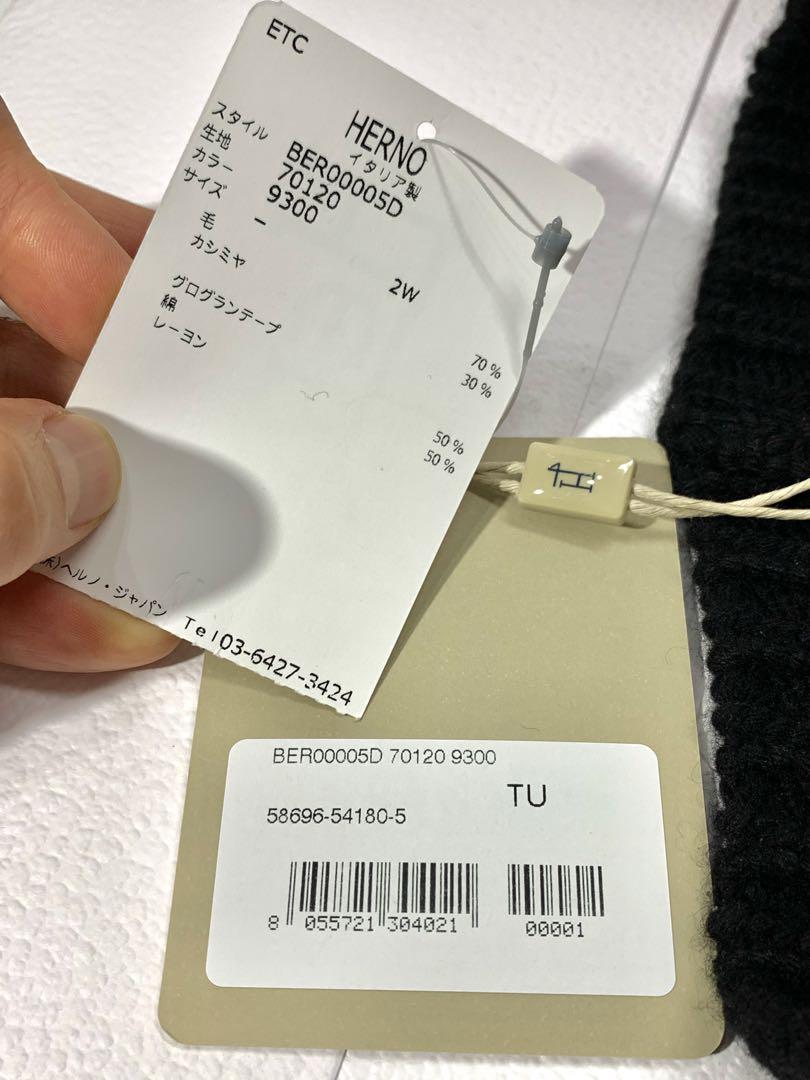 ETC
HERNO
イタリア製
スタイル BER00005D
生地 70120
カラー 9300
サイズ -
2W
毛 70 %
カシミヤ 30 %
グログランテープ
綿 50 %
レーヨン 50 %
)ヘルノ・ジャパン Tel 03-6427-3424
H
BER00005D 70120 9300
TU
58696-54180-5
8 055721 304021
00001